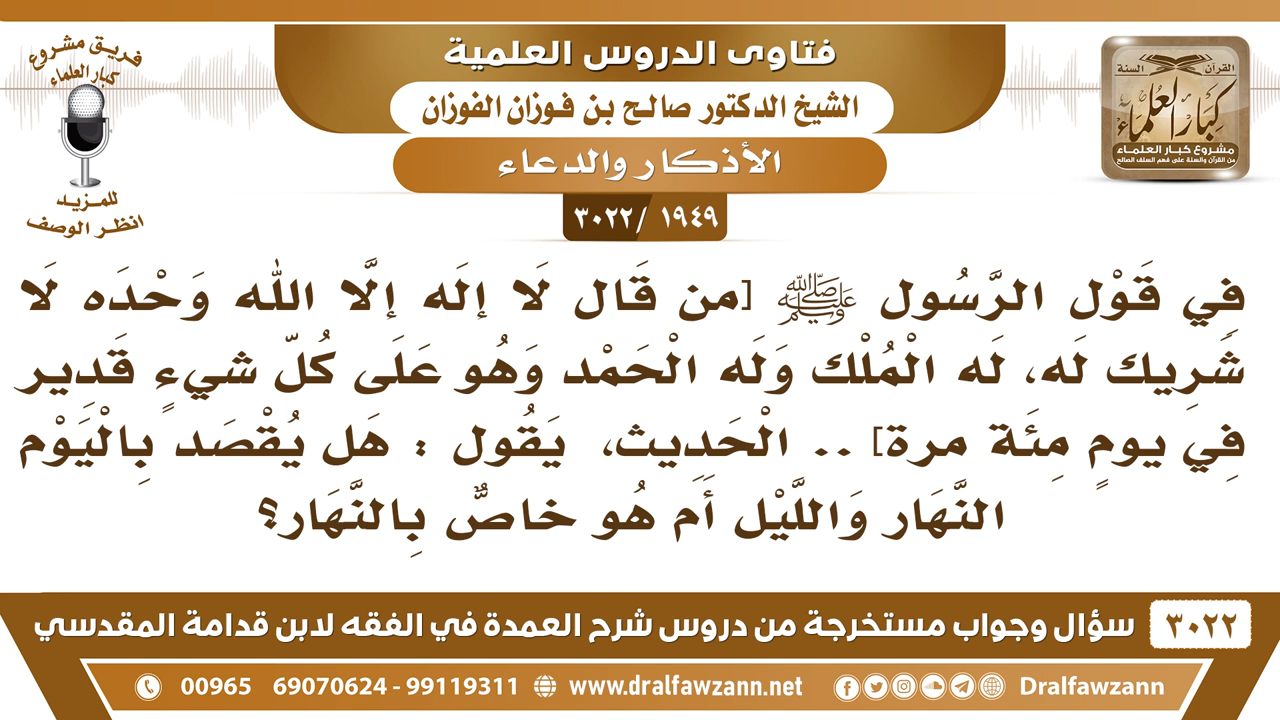 فتاوى الدروس العلمية
الشيخ الدكتور صالح بن فوزان الفوزان
الأذكار والدعاء
١٩٤٩ / ٣٠٢٢
فريق مشروع
كبار العلماء
للمزيد
انظر الوصف
القرآن السنة
كبار العلماء
مشروع كبار العلماء
من القرآن والسنة على فهم السلف الصالح
في قَوْل الرَّسُول ﷺ [من قَال لَا إلَه إلَّا الله وَحْدَه لَا
شَرِيك لَه، لَه الْمُلْك وَلَه الْحَمْد وَهُو عَلَى كُلّ شيءٍ قَدِير
فِي يومٍ مِئَة مرة] .. الْحَدِيث، يَقُول : هَل يُقْصَد بِالْيَوْم
النَّهَار وَاللَّيْل أَم هُو خاصٌّ بِالنَّهَار؟
٣٠٢٢ سؤال وجواب مستخرجة من دروس شرح العمدة في الفقه لابن قدامة المقدسي
00965 69070624 - 99119311 www.dralfawzann.net Dralfawzann